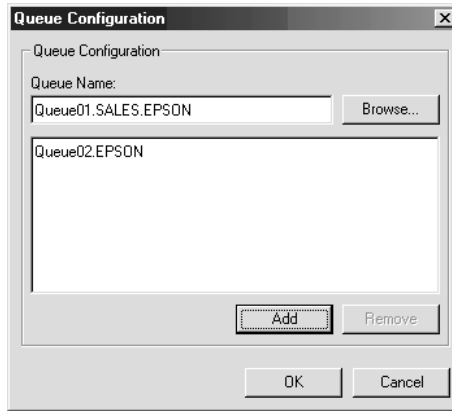 Queue Configuration
Queue Configuration
Queue Name:
Queue01.SALES.EPSON
Browse...
Queue02.EPSON
Add
Remove
OK
Cancel